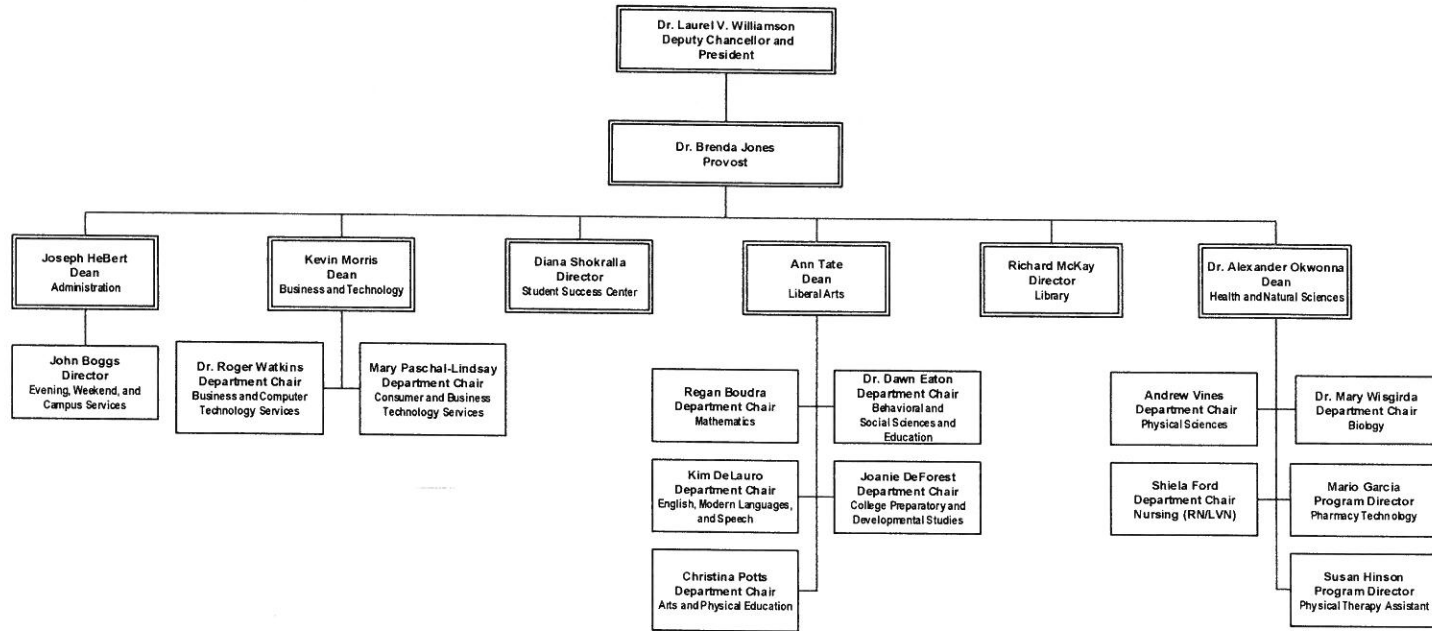 Dr. Laurel V. Williamson
Deputy Chancellor and
President
Dr. Brenda Jones
Provost
Joseph HeBert
Dean
Administration
Kevin Morris
Dean
Business and Technology
Diana Shokralla
Director
Student Success Center
Ann Tate
Dean
Liberal Arts
Richard McKay
Director
Library
Dr. Alexander Okwonna
Dean
Health and Natural Sciences
John Boggs
Director
Evening, Weekend, and
Campus Services
Dr. Roger Watkins
Department Chair
Business and Computer
Technology Services
Mary Paschal-Lindsay
Department Chair
Consumer and Business
Technology Services
Regan Boudra
Department Chair
Mathematics
Dr. Dawn Eaton
Department Chair
Behavioral and
Social Sciences and
Education
Andrew Vines
Department Chair
Physical Sciences
Dr. Mary Wisgirda
Department Chair
Biology
Kim DeLauro
Department Chair
English, Modern Languages,
and Speech
Joanie DeForest
Department Chair
College Preparatory and
Developmental Studies
Shiela Ford
Department Chair
Nursing (RN/LVN)
Mario Garcia
Program Director
Pharmacy Technology
Christina Potts
Department Chair
Arts and Physical Education
Susan Hinson
Program Director
Physical Therapy Assistant